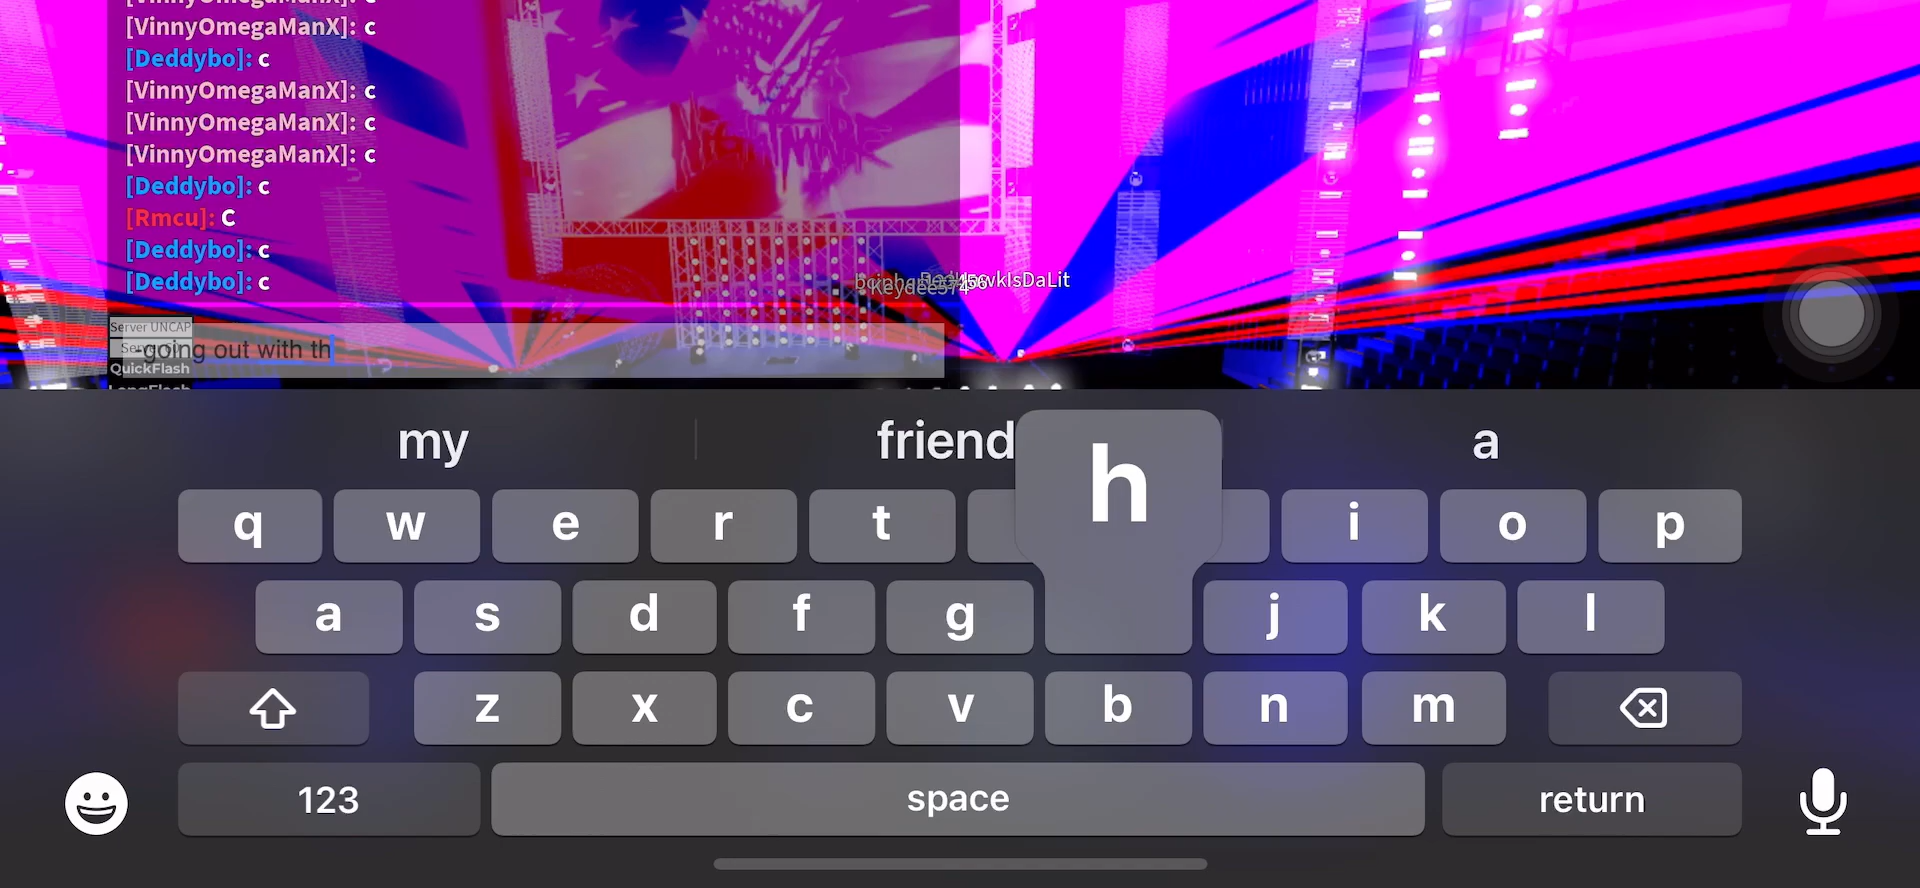 [VinnyOmegaManX]: c
[Deddybo]: c
[VinnyOmegaManX]: c
[VinnyOmegaManX]: c
[VinnyOmegaManX]: c
[Deddybo]: c
[Rmcu]: C
[Deddybo]: c
[Deddybo]: c
Server UNCAP
-going out with th
QuickFlash
LongFlash
my friend a
h
q w e r t i o p
a s d f g j k l
z x c v b n m
123 space return